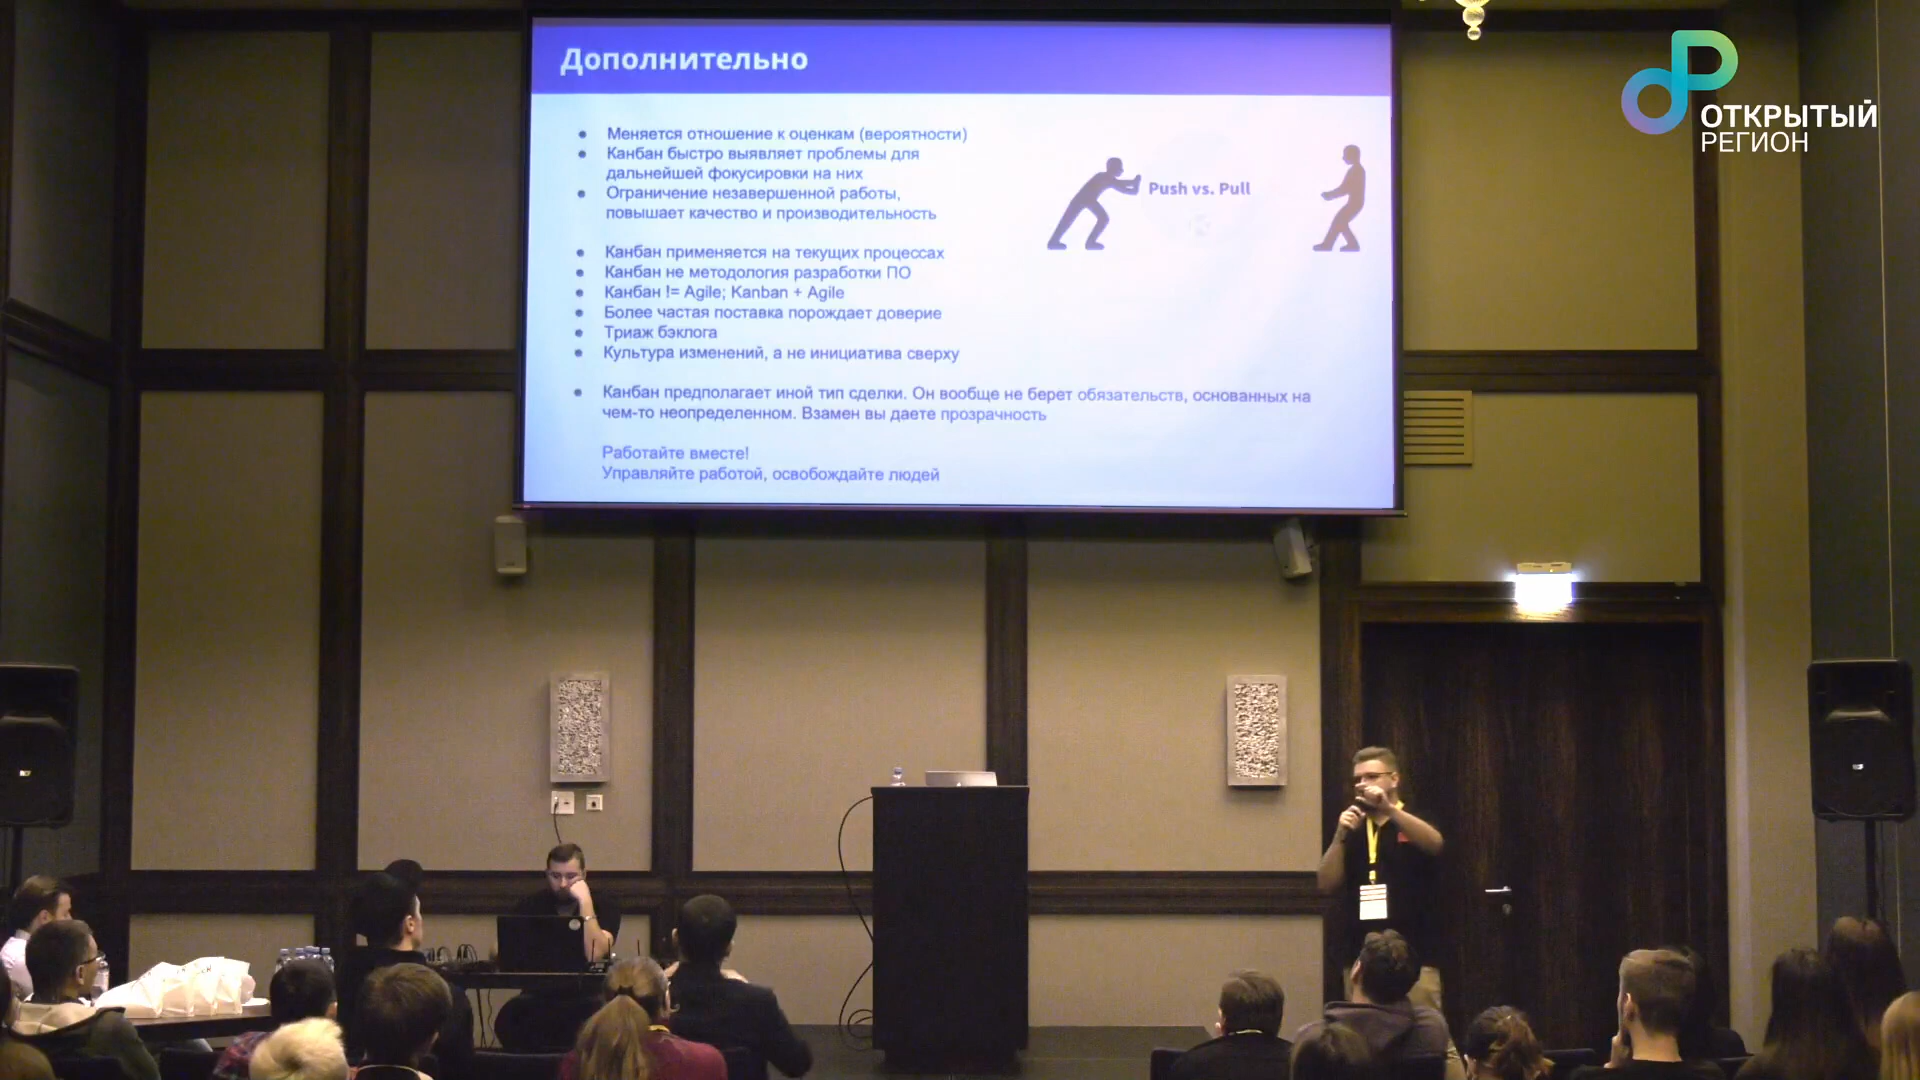 Дополнительно
Меняется отношение к оценкам (вероятности)
Канбан быстро выявляет проблемы для
дальнейшей фокусировки на них
Ограничение незавершенной работы,
повышает качество и производительность
Канбан применяется на текущих процессах
Канбан не методология разработки ПО
Канбан != Agile; Kanban + Agile
Более частая поставка порождает доверие
Триаж бэклога
Культура изменений, а не инициатива сверху
Канбан предполагает иной тип сделки. Он вообще не берет обязательств, основанных на
чем-то неопределенном. Взамен вы даете прозрачность
Работайте вместе!
Управляйте работой, освобождайте людей
Push vs. Pull
ОТКРЫТЫЙ
РЕГИОН